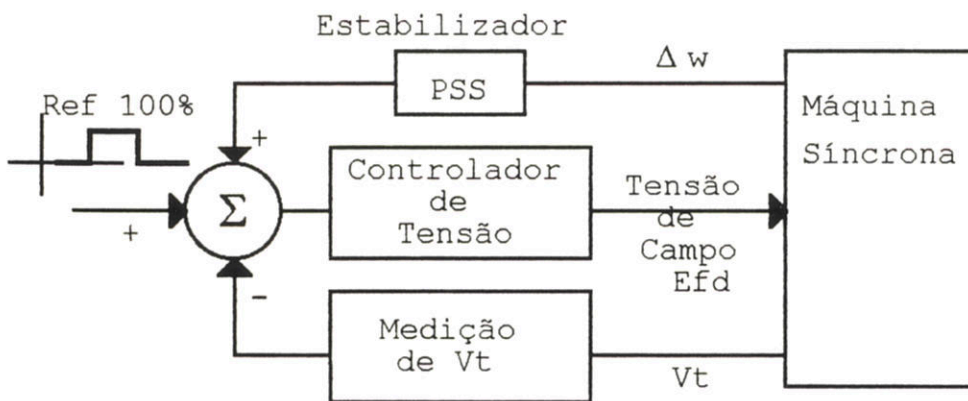 Estabilizador
PSS
Δ w
Máquina
Síncrona
Ref 100%
+
+
Σ
Controlador
de
Tensão
Tensão
de
Campo
Efd
-
Medição
de Vt
Vt